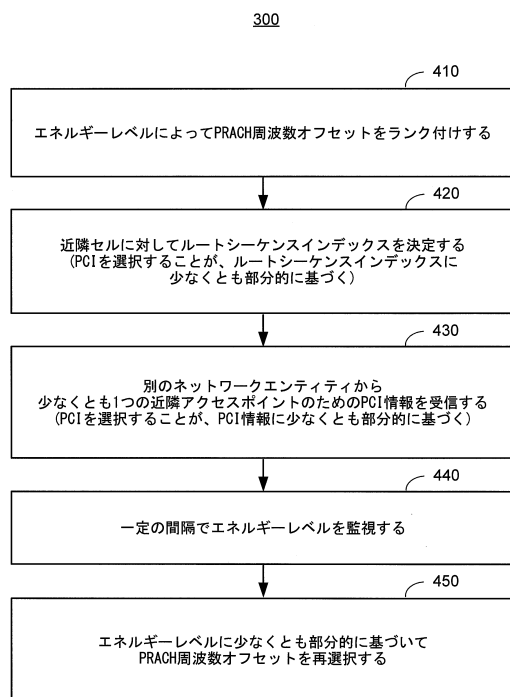 300
410
エネルギーレベルによってPRACH周波数オフセットをランク付けする
420
近隣セルに対してルートシーケンスインデックスを決定する
(PCIを選択することが、ルートシーケンスインデックスに
少なくとも部分的に基づく)
430
別のネットワークエンティティから
少なくとも1つの近隣アクセスポイントのためのPCI情報を受信する
(PCIを選択することが、PCI情報に少なくとも部分的に基づく)
440
一定の間隔でエネルギーレベルを監視する
450
エネルギーレベルに少なくとも部分的に基づいて
PRACH周波数オフセットを再選択する